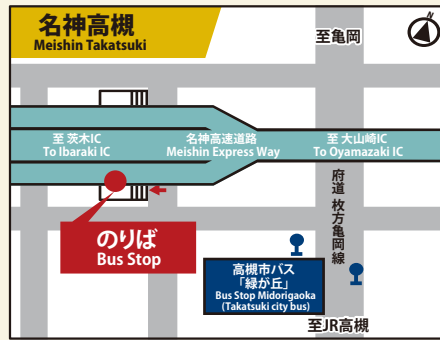 名神高槻
Meishin Takatsuki
N
至亀岡
至 茨木IC
To Ibaraki IC
名神高速道路
Meishin Express Way
至 大山崎IC
To Oyamazaki IC
府道 枚方亀岡線
のりば
Bus Stop
高槻市バス
「緑が丘」
Bus Stop Midorigaoka
(Takatsuki city bus)
至JR高槻